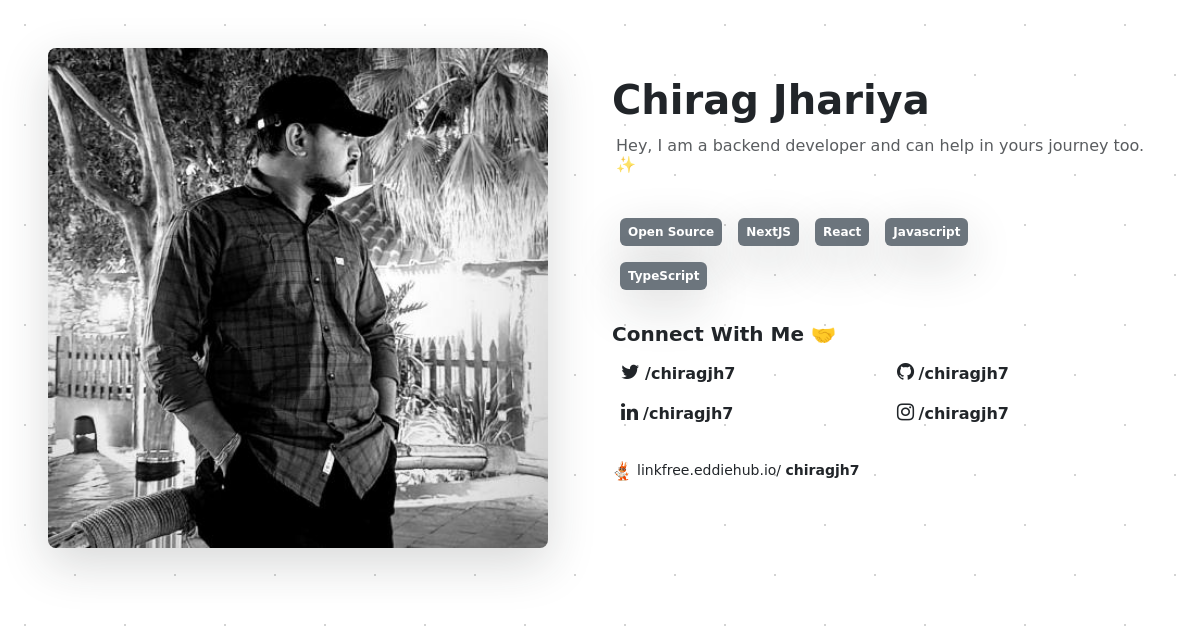 Chirag Jhariya
Hey, I am a backend developer and can help in yours journey too.
✨
Open Source NextJS React Javascript
TypeScript
Connect With Me 🤝
/chiragjh7 /chiragjh7
/chiragjh7 /chiragjh7
linkfree.eddiehub.io/ chiragjh7